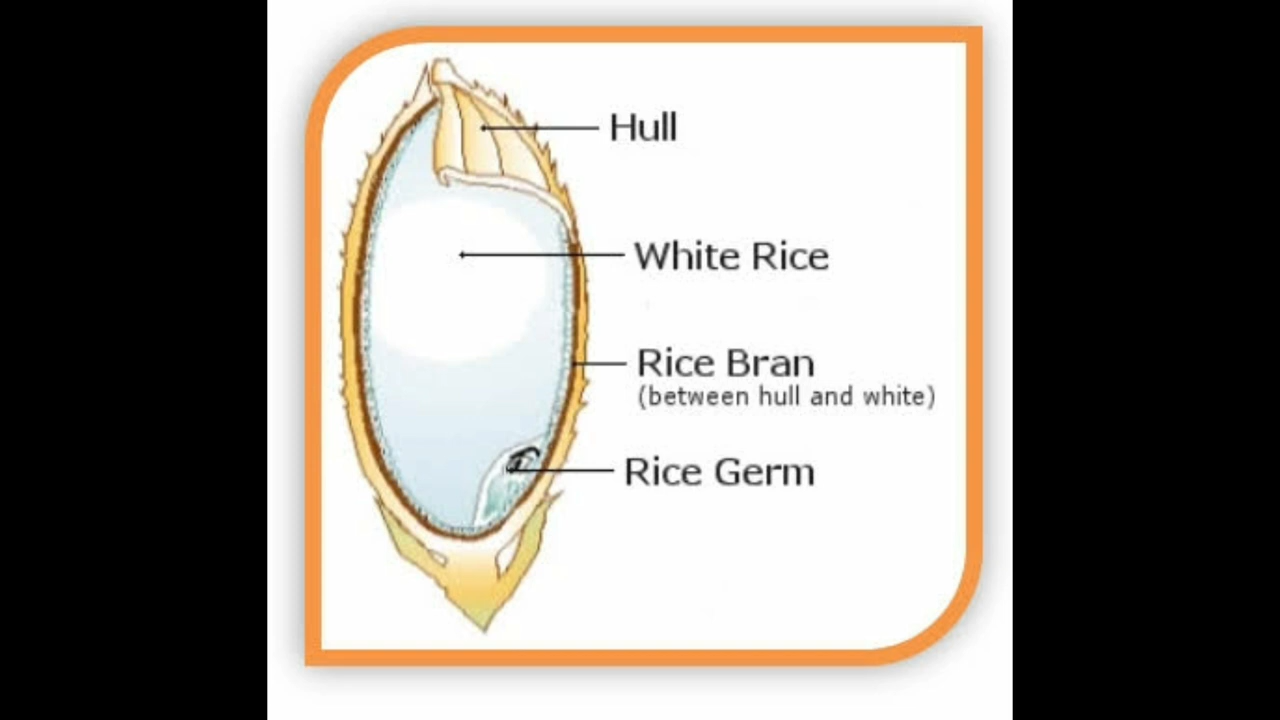 Hull
White Rice
Rice Bran
(between hull and white)
Rice Germ